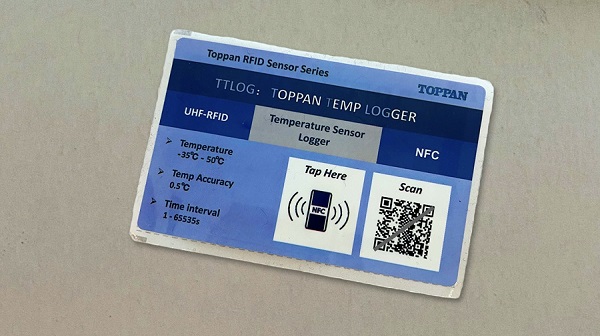 Toppan RFID Sensor Series
TOPPAN
TTLOG: TOPPAN TEMP LOGGER
UHF-RFID
Temperature Sensor
Logger
NFC
Temperature
-35℃ - 50℃
Temp Accuracy
0.5℃
Time interval
1 - 65535s
Tap Here
NFC
Scan